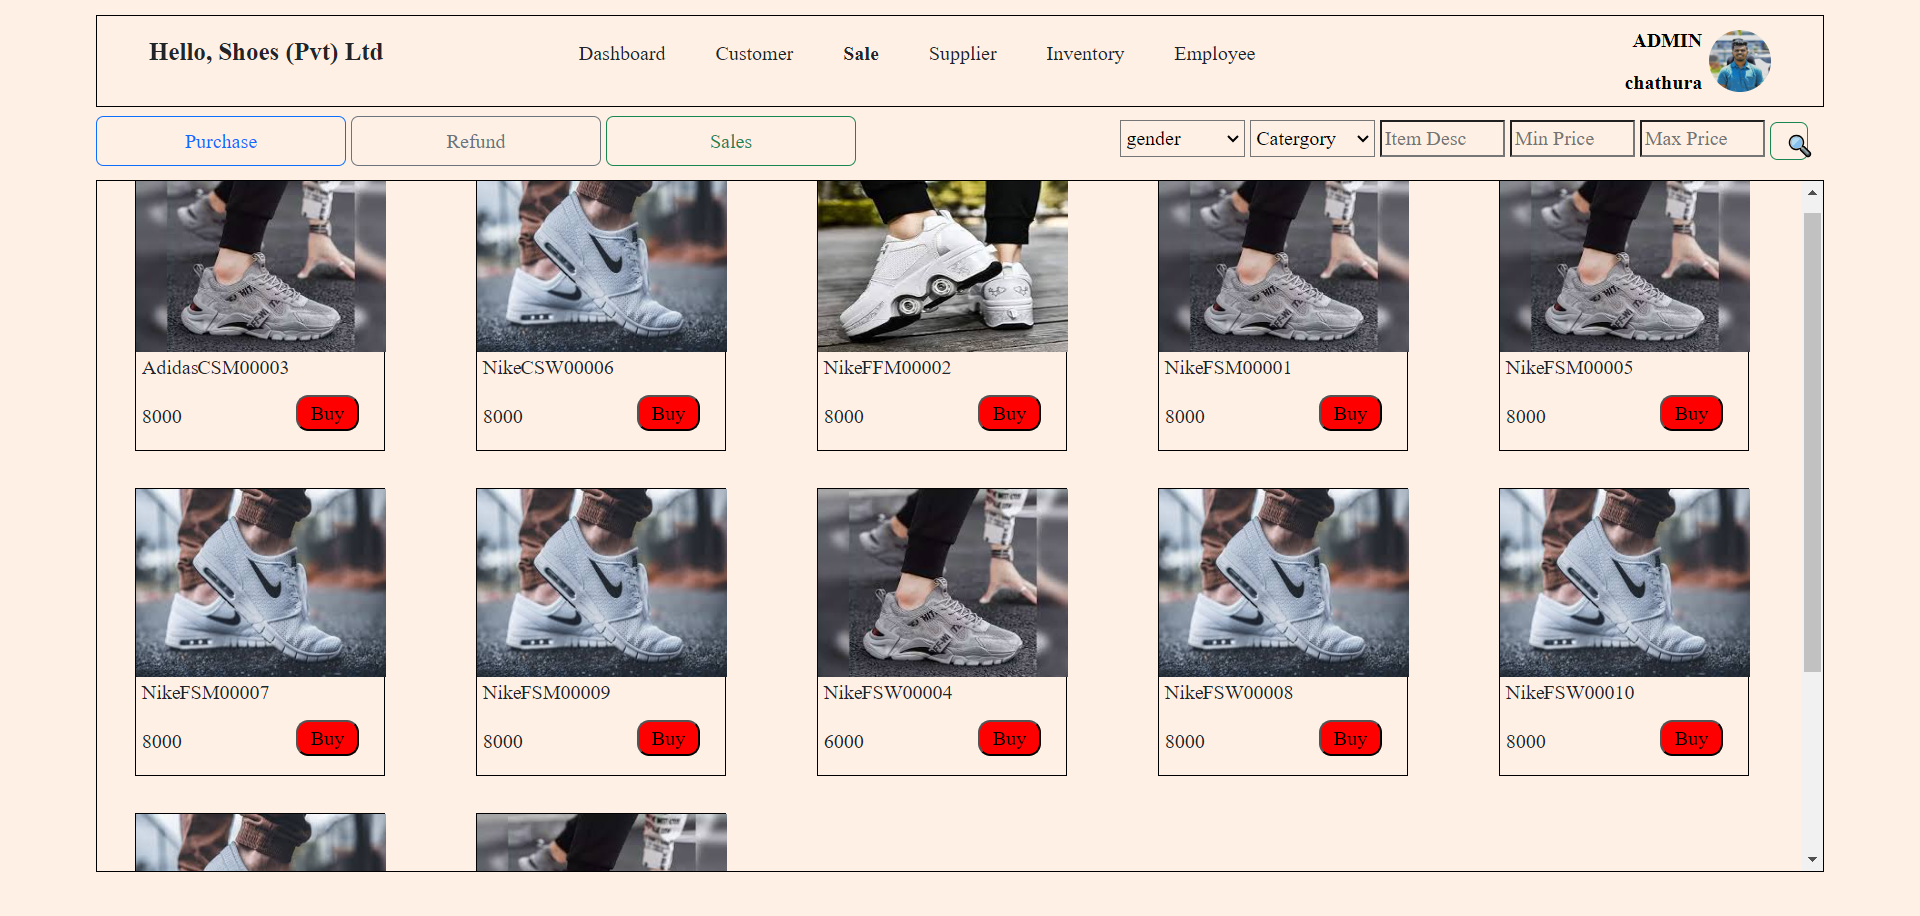 Hello, Shoes (Pvt) Ltd
Dashboard Customer Sale Supplier Inventory Employee
ADMIN
chathura
Purchase Refund Sales
gender Catergory Item Desc Min Price Max Price
AdidasCSM00003 NikeCSW00006 NikeFFM00002 NikeFSM00001 NikeFSM00005
8000 Buy 8000 Buy 8000 Buy 8000 Buy 8000 Buy
NikeFSM00007 NikeFSM00009 NikeFSW00004 NikeFSW00008 NikeFSW00010
8000 Buy 8000 Buy 6000 Buy 8000 Buy 8000 Buy